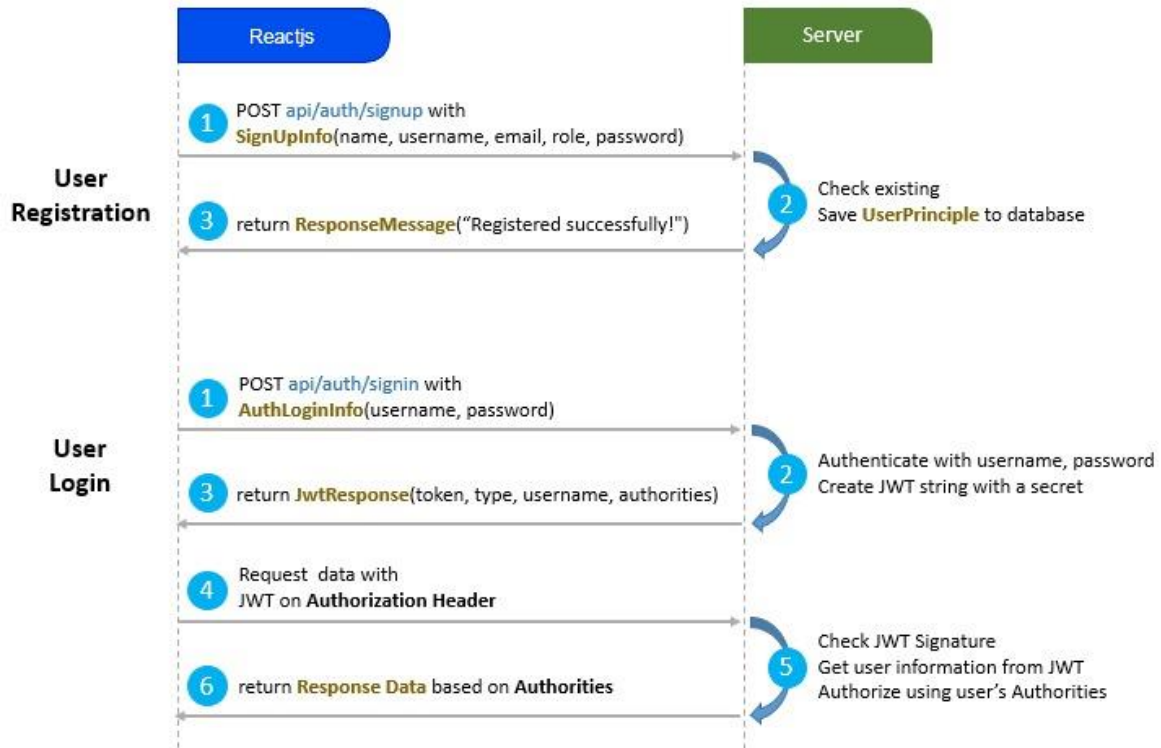 Reactjs
Server
1
POST api/auth/signup with
SignUpInfo(name, username, email, role, password)
User
Registration
2
Check existing
Save UserPrinciple to database
3
return ResponseMessage(“Registered successfully!")
1
POST api/auth/signin with
AuthLoginInfo(username, password)
User
Login
2
Authenticate with username, password
Create JWT string with a secret
3
return JwtResponse(token, type, username, authorities)
4
Request data with
JWT on Authorization Header
5
Check JWT Signature
Get user information from JWT
Authorize using user’s Authorities
6
return Response Data based on Authorities